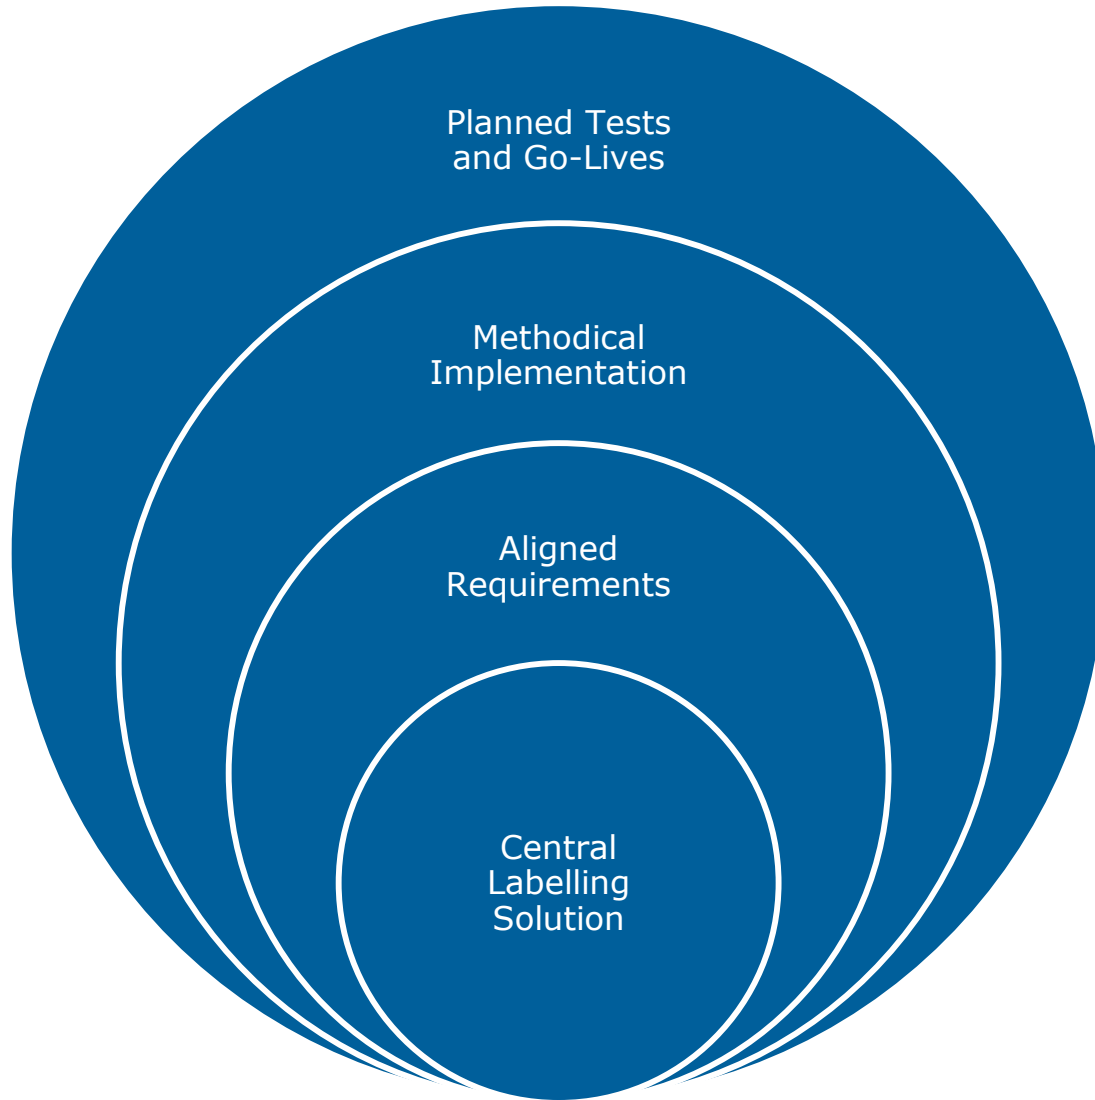 Planned Tests
and Go-Lives
Methodical
Implementation
Aligned
Requirements
Central
Labelling
Solution